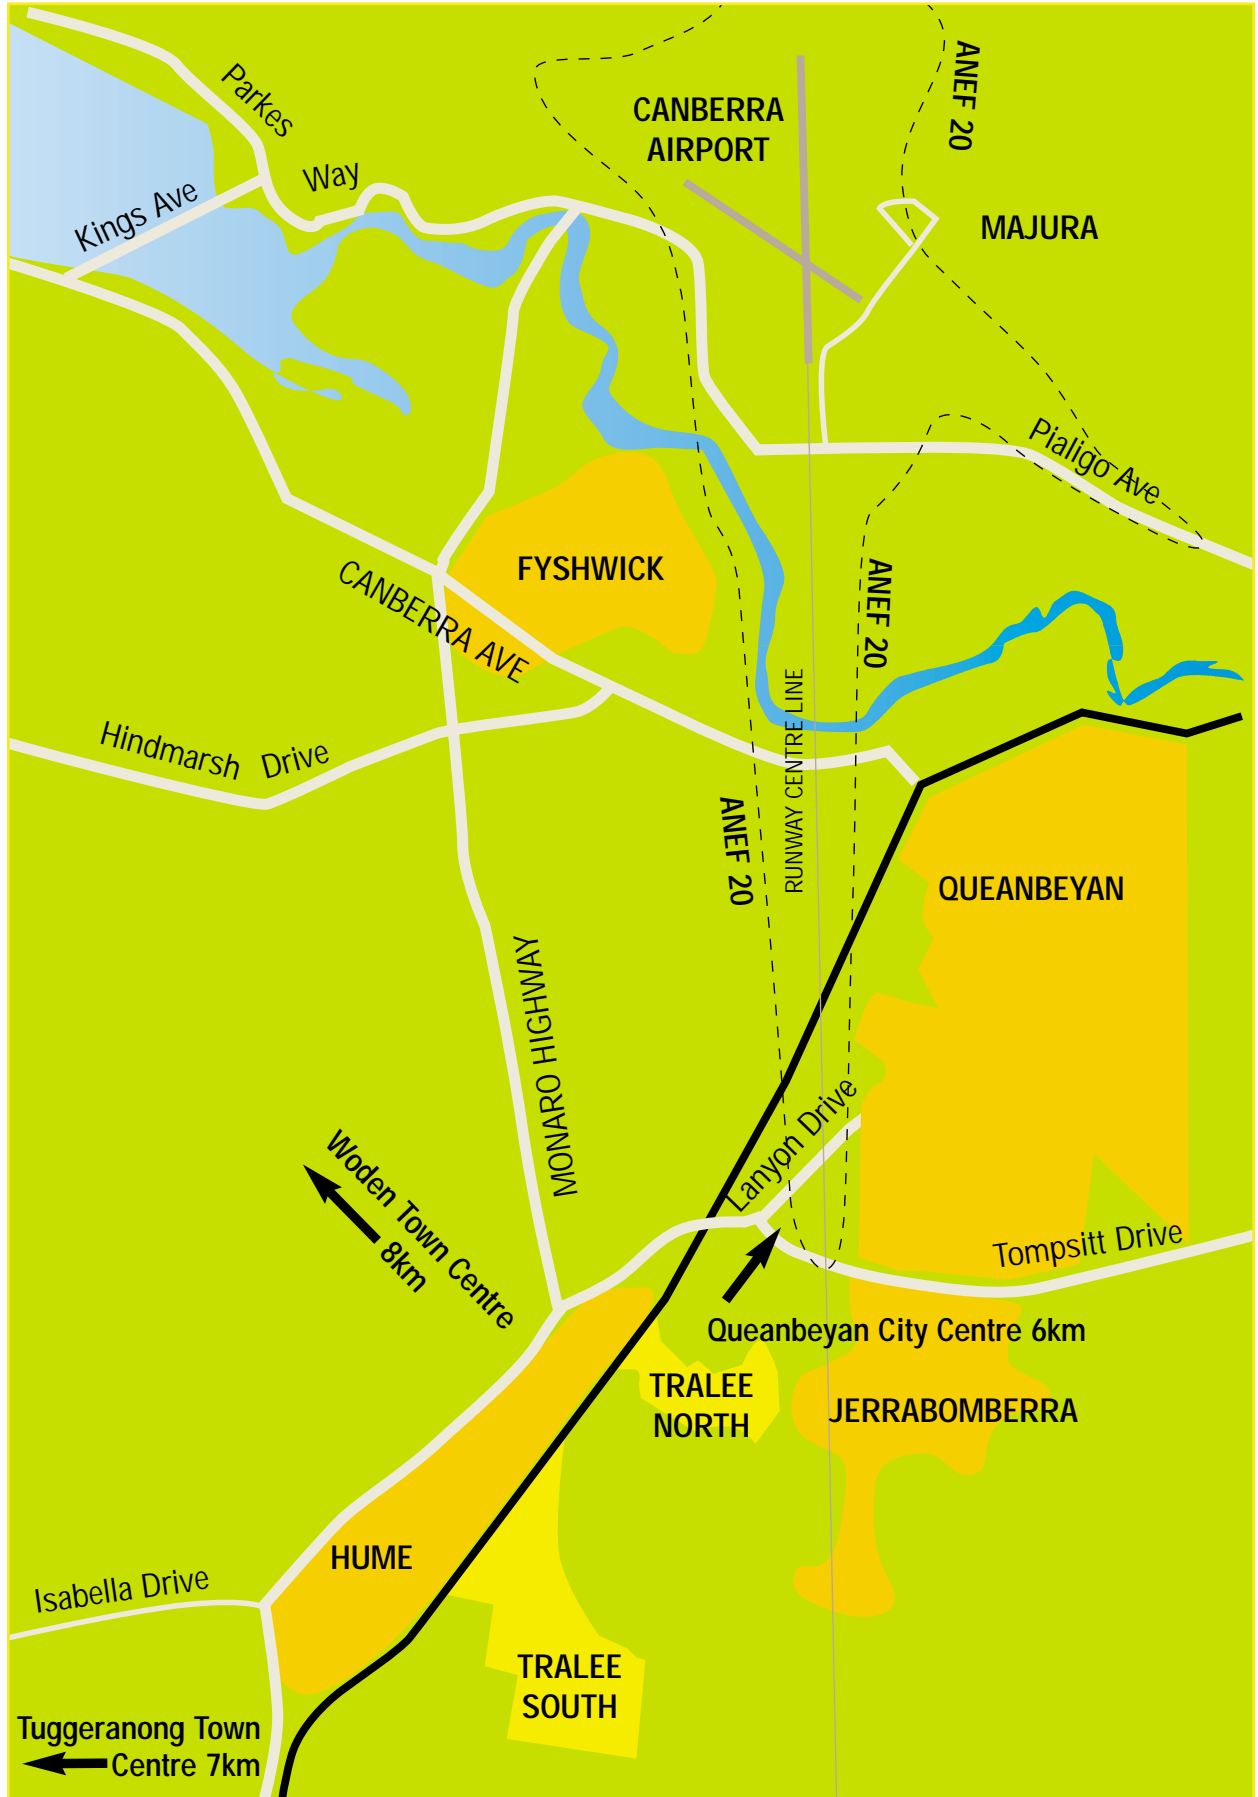 Parkes
Way
Kings Ave
CANBERRA
AIRPORT
ANEF 20
MAJURA
Pialigo Ave
FYSHWICK
CANBERRA AVE
ANEF 20
Hindmarsh Drive
RUNWAY CENTRE LINE
ANEF 20
QUEANBEYAN
MONARO HIGHWAY
Lanyon Drive
Woden Town Centre
8km
Tompsitt Drive
Queanbeyan City Centre 6km
TRALEE
NORTH
JERRABOMBERRA
HUME
Isabella Drive
TRALEE
SOUTH
Tuggeranong Town
Centre 7km